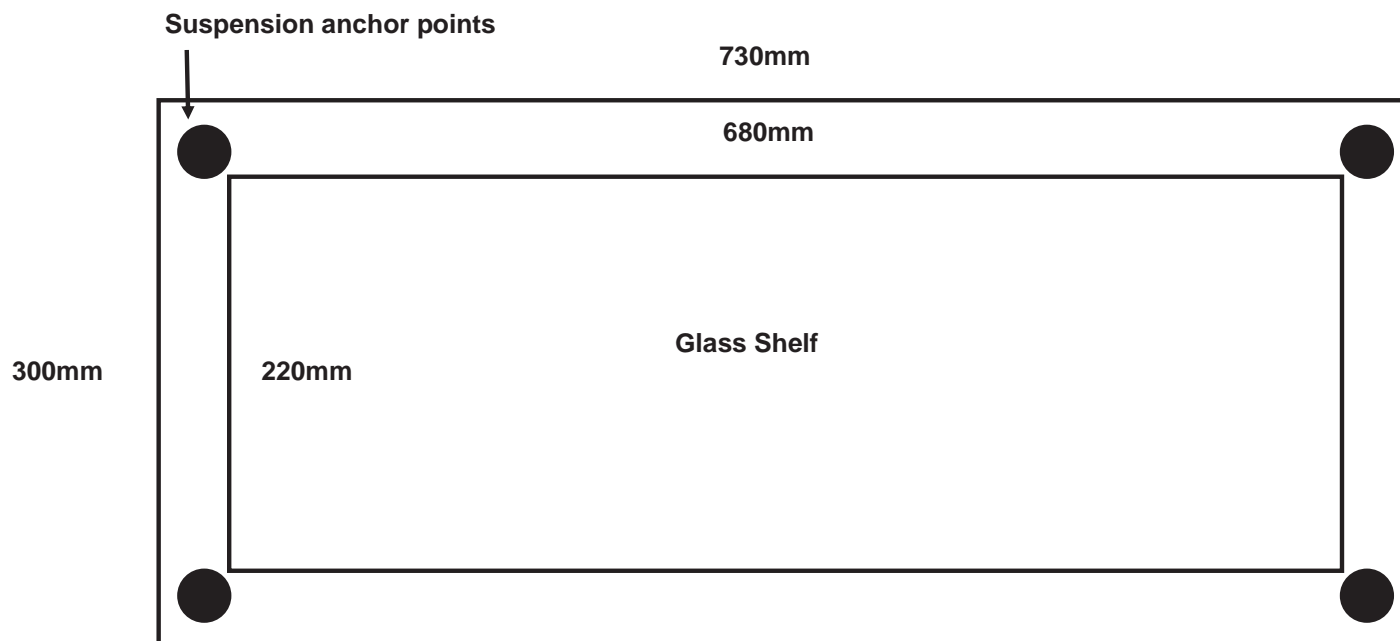 Suspension anchor points
730mm
680mm
Glass Shelf
300mm
220mm